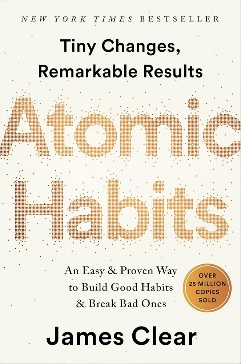 NEW YORK TIMES BESTSELLER
Tiny Changes,
Remarkable Results
Atomic
Habits
An Easy & Proven Way
to Build Good Habits
& Break Bad Ones
OVER
25 MILLION
COPIES
SOLD
James Clear